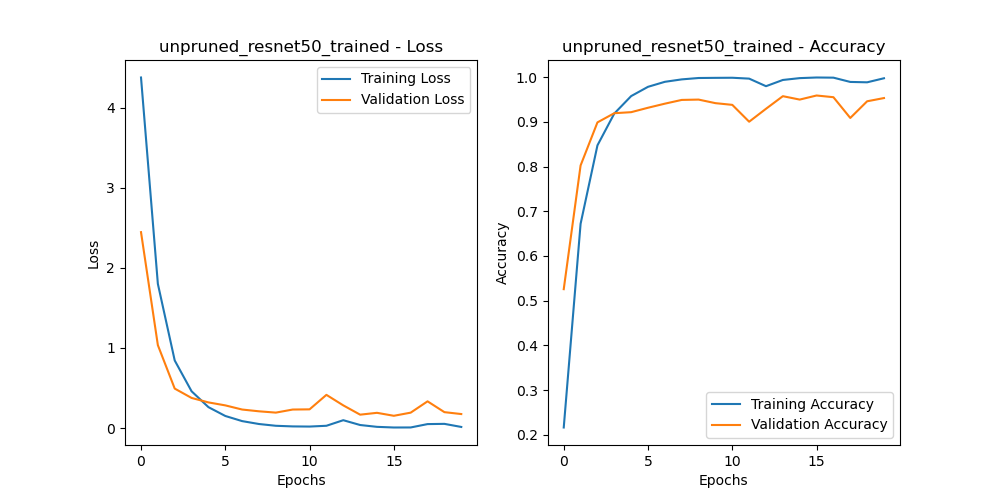 unpruned_resnet50_trained - Loss
Training Loss
Validation Loss
4
3
2
1
0
Loss
0
5
10
15
Epochs
unpruned_resnet50_trained - Accuracy
1.0
0.9
0.8
0.7
0.6
0.5
0.4
0.3
0.2
Accuracy
Training Accuracy
Validation Accuracy
0
5
10
15
Epochs